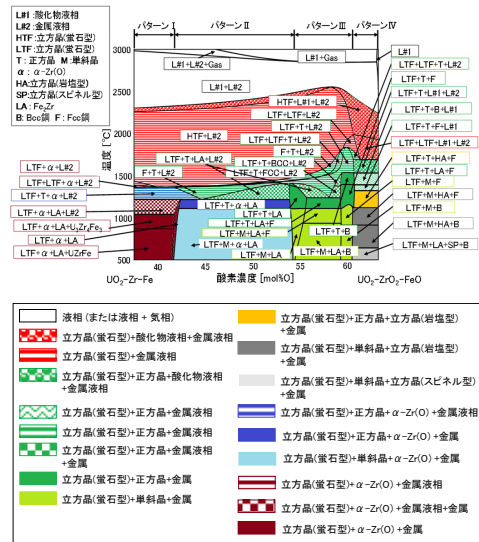 L#1 :酸化物液相
L#2:金属液相
HTF:立方晶(蛍石型)
LTF:立方晶(蛍石型)
T:正方晶 M:単斜晶
α: α-Zr(O)
HA:立方晶(岩塩型)
SP:立方晶(スピネル型)
LA: Fe₂Zr
B: Bcc鋼 F: Fcc鋼
パターンⅠ
パターンⅡ
パターンⅢ
パターンⅣ
3000
2500
2000
1500
1000
500
温度 [℃]
L#1+L#2+Gas
L#1+Gas
L#1+L#2
HTF+L#1+L#2
HTF+L#2
LTF+LTF+L#2
LTF+T+L#2
LTF+LTF+T+L#2
F+T+L#2
LTF+T+LA+L#2
LTF+T+BCC+L#2
F+T+L#2
LTF+T+FCC+L#2
LTF+T+α+LA
LTF+T+LA
LTF+T+LA+F
LTF+M+LA+F
LTF+T+B
LTF+M+α+LA
LTF+M+LA
LTF+M+LA+B
LTF+α+L#2
LTF+LTF+α+L#2
LTF+T+α+L#2
LTF+α+LA+L#2
LTF+α+LA+U₃Zr₄Fe₃
LTF+α+LA
LTF+α+LA+UZrFe
L#1
LTF+LTF+T+L#2
LTF+T+F
LTF+T+L#1+L#2
LTF+T+B+L#1
LTF+T+F+L#1
LTF+LTF+L#1+L#2
LTF+T+HA+F
LTF+T+LA+F
LTF+M+F
LTF+M+HA+F
LTF+M+B
LTF+M+HA+B
LTF+M+LA+SP+B
40
45
50
55
60
UO₂-Zr-Fe
酸素濃度 [mol%O]
UO₂-ZrO₂-FeO
液相 (または液相 + 気相)
立方晶(蛍石型)+酸化物液相+金属液相
立方晶(蛍石型)+金属液相
立方晶(蛍石型)+正方晶+酸化物液相
+金属液相
立方晶(蛍石型)+正方晶+金属液相
立方晶(蛍石型)+正方晶+金属液相
立方晶(蛍石型)+正方晶+金属液相
+金属
立方晶(蛍石型)+正方晶+金属
立方晶(蛍石型)+単斜晶+金属
立方晶(蛍石型)+正方晶+立方晶(岩塩型)
+金属
立方晶(蛍石型)+単斜晶+立方晶(岩塩型)
+金属
立方晶(蛍石型)+単斜晶+立方晶(スピネル型)
+金属
立方晶(蛍石型)+正方晶+α-Zr(O)+金属液相
立方晶(蛍石型)+正方晶+α-Zr(O)+金属
立方晶(蛍石型)+単斜晶+α-Zr(O)+金属
立方晶(蛍石型)+α-Zr(O)+金属液相
立方晶(蛍石型)+α-Zr(O)+金属液相+金属
立方晶(蛍石型)+α-Zr(O)+金属